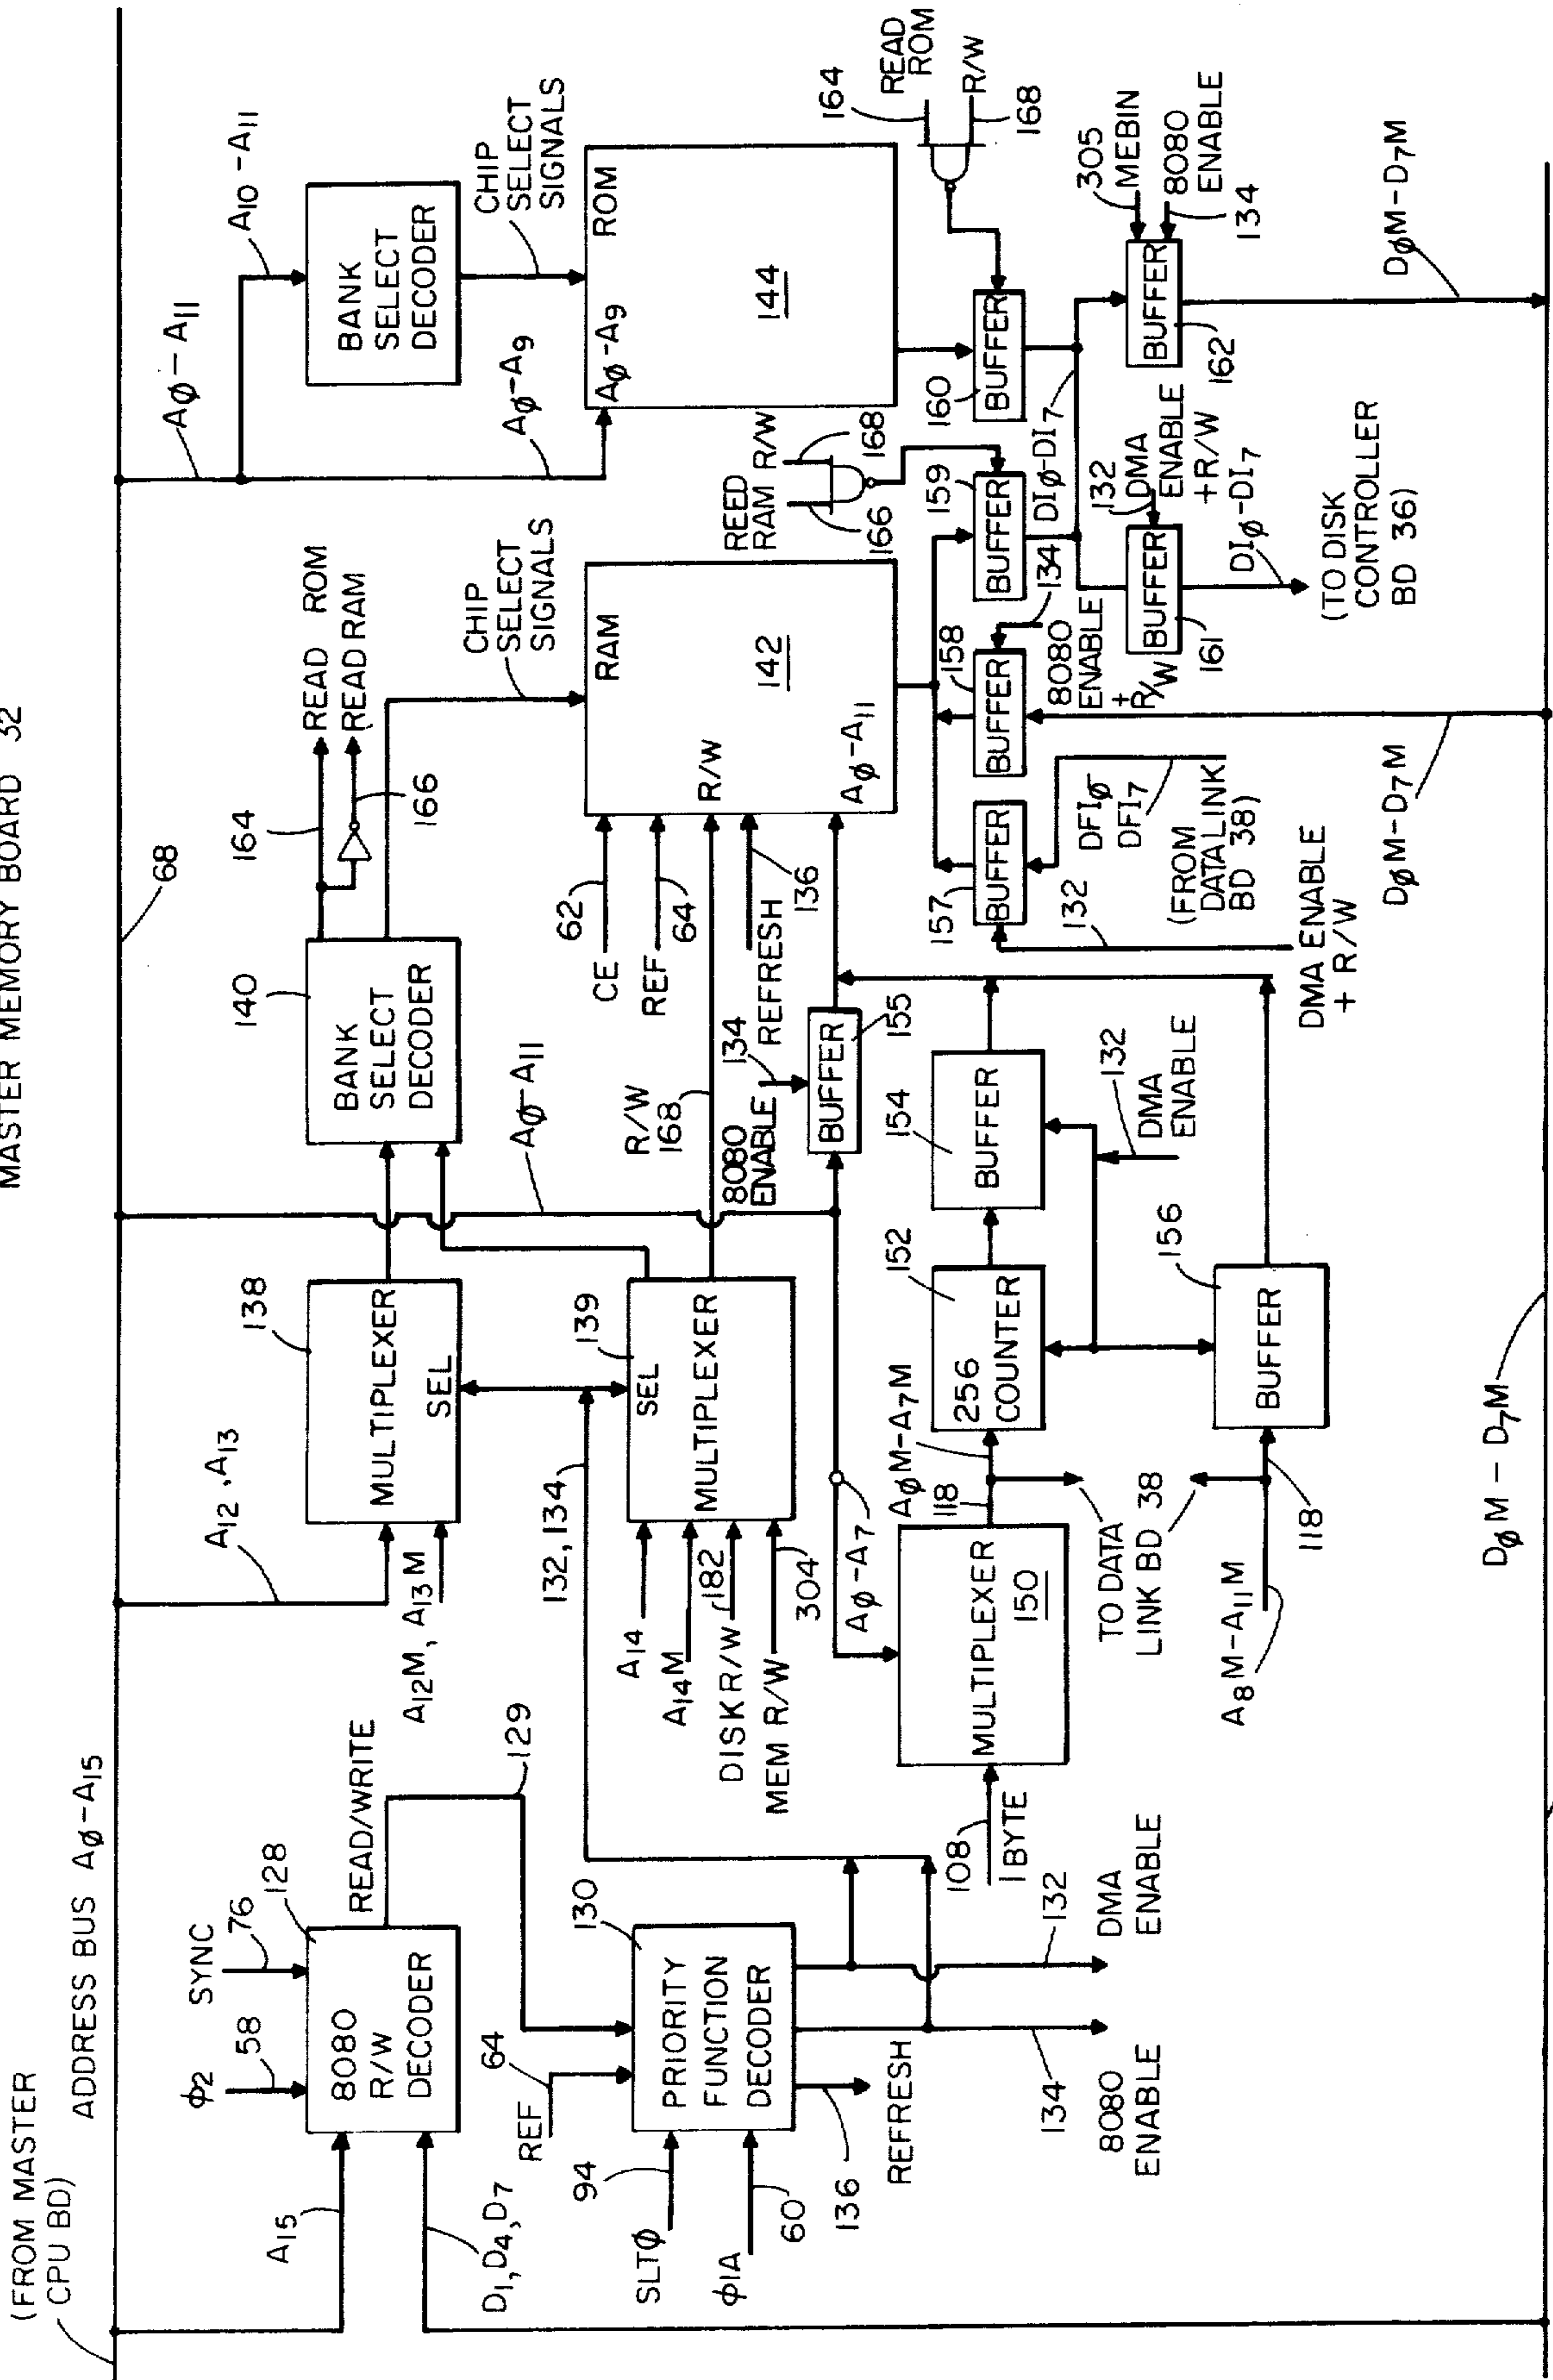 MASTER MEMORY BOARD 32
(FROM MASTER
CPU BD)
ADDRESS BUS Aφ-A15
68
A15
D1, D4, D7
φ2
58
SYNC
76
128
8080
R/W
DECODER
READ/WRITE
129
REF
64
130
SLTφ
94
φ1A
60
PRIORITY
FUNCTION
DECODER
136
REFRESH
134
8080
ENABLE
132
DMA
ENABLE
132, 134
A12, A13
A12M, A13M
138
MULTIPLEXER
SEL
139
SEL
MULTIPLEXER
A14
A14M
DISK R/W 182
MEM R/W
304
140
BANK
SELECT
DECODER
164
READ ROM
READ RAM
166
CHIP
SELECT
SIGNALS
Aφ-A11
R/W
168
RAM
142
R/W
Aφ-A11
CE
62
REF
64
REFRESH
136
8080
ENABLE
134
BUFFER
155
Aφ-A7
108
1 BYTE
MULTIPLEXER
150
AφM-A7M
118
TO DATA
LINK BD 38
152
256
COUNTER
154
BUFFER
132
DMA
ENABLE
156
BUFFER
118
A8M-A11M
Aφ-A11
A10-A11
BANK
SELECT
DECODER
CHIP
SELECT
SIGNALS
Aφ-A9
ROM
Aφ-A9
144
READ
ROM
164
R/W
168
REED
RAM
R/W
166
168
157
BUFFER
132
DMA ENABLE
+ R/W
DFIφ
DFI7
(FROM
DATA LINK
BD 38)
158
BUFFER
134
8080
ENABLE
+
R/W
159
BUFFER
160
BUFFER
DIφ-DI7
132
DMA
ENABLE
+R/W
BUFFER
161
DIφ-DI7
(TO DISK
CONTROLLER
BD 36)
305
MEBIN
8080
ENABLE
134
BUFFER
162
DφM-D7M
DφM-D7M
DφM - D7M